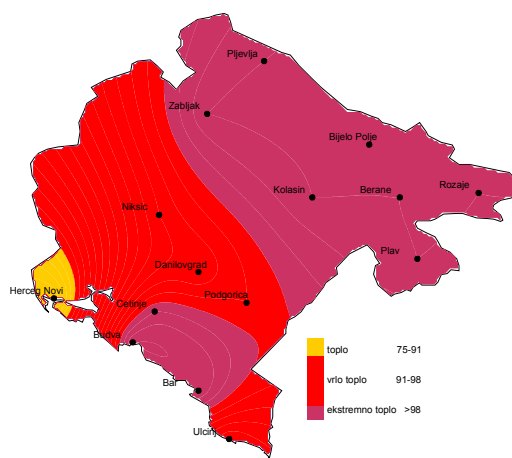 Pljevlja
Zabljak
Bijelo Polje
Kolasin
Berane
Rozaje
Niksic
Plav
Danilovgrad
Herceg Novi
Podgorica
Cetinje
Budva
Bar
Ulcinj
toplo 75-91
vrlo toplo 91-98
ekstremno toplo >98